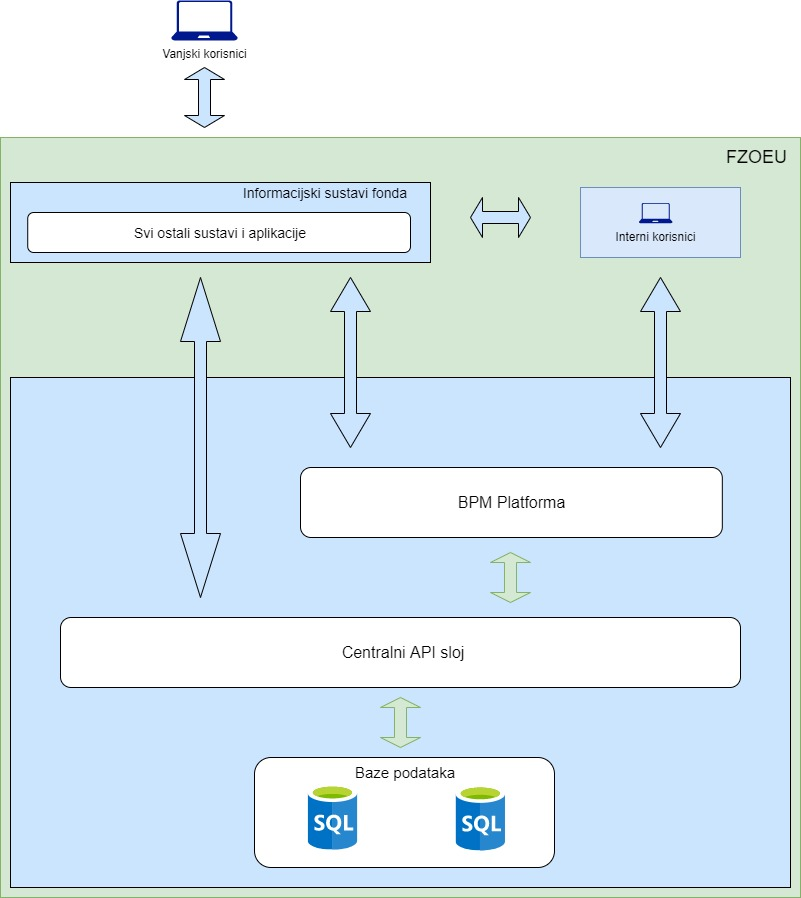 Vanjski korisnici
FZOEU
Informacijski sustavi fonda
Svi ostali sustavi i aplikacije
Interni korisnici
BPM Platforma
Centralni API sloj
Baze podataka
SQL
SQL